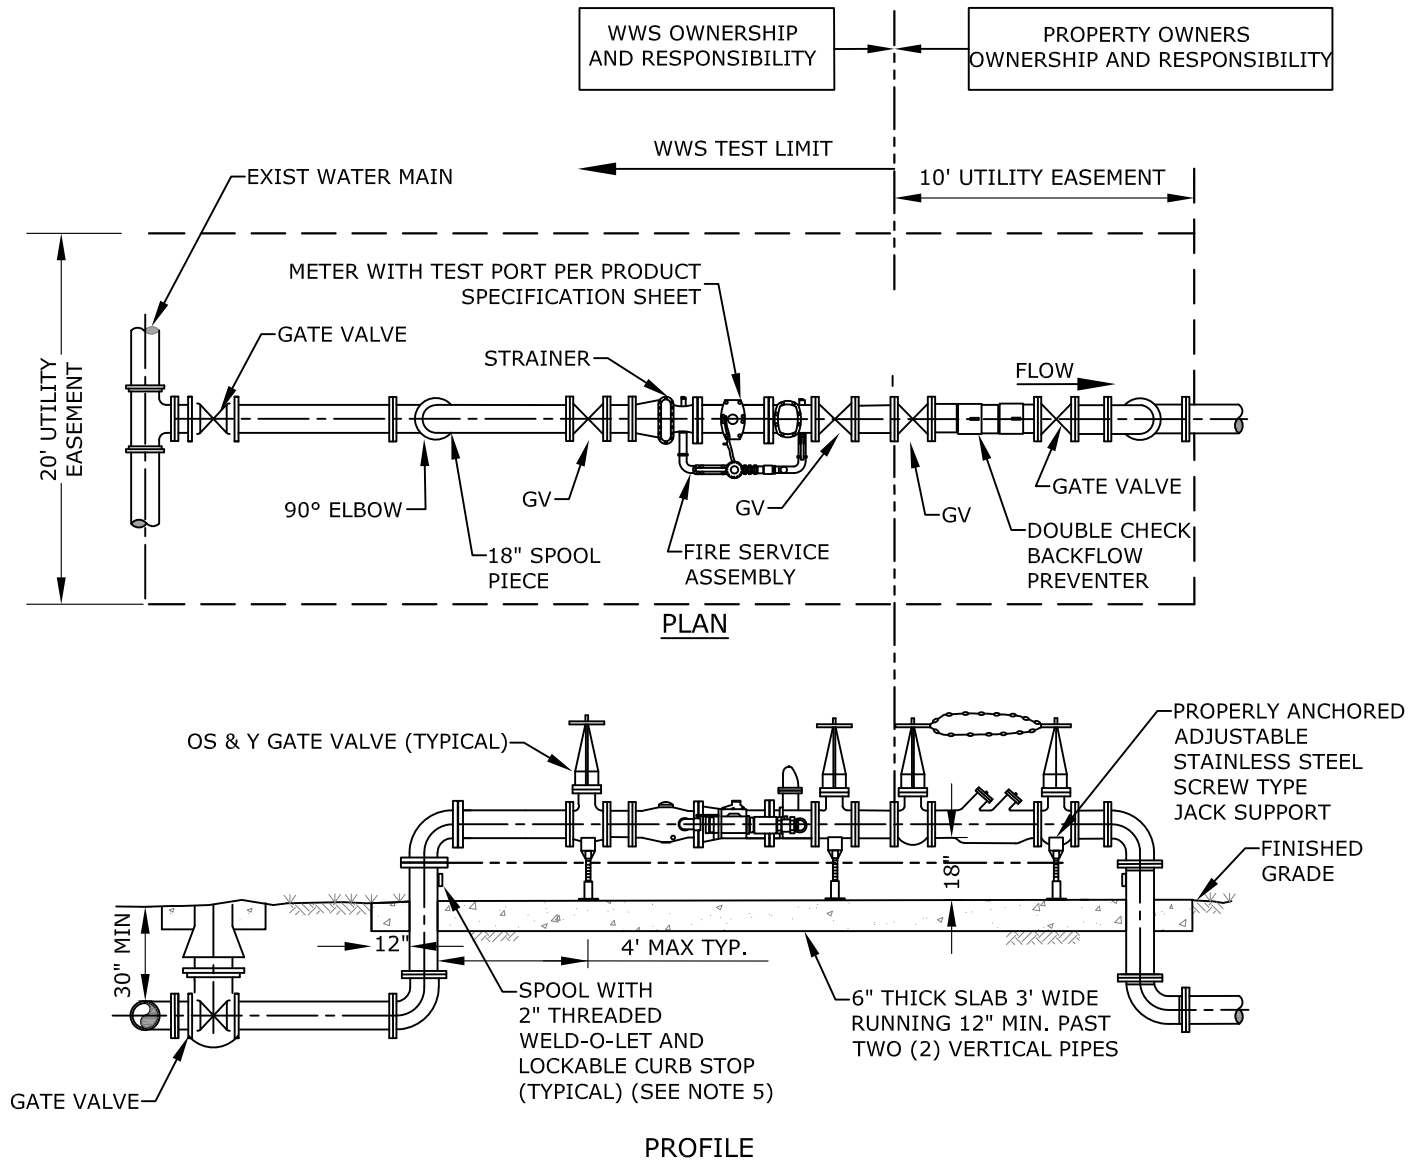 WWS OWNERSHIP
AND RESPONSIBILITY
PROPERTY OWNERS
OWNERSHIP AND RESPONSIBILITY
WWS TEST LIMIT
10' UTILITY EASEMENT
EXIST WATER MAIN
METER WITH TEST PORT PER PRODUCT
SPECIFICATION SHEET
GATE VALVE
STRAINER
FLOW
20' UTILITY
EASEMENT
90° ELBOW
GV
GV
GV
GATE VALVE
18" SPOOL
PIECE
FIRE SERVICE
ASSEMBLY
DOUBLE CHECK
BACKFLOW
PREVENTER
PLAN
OS & Y GATE VALVE (TYPICAL)
PROPERLY ANCHORED
ADJUSTABLE
STAINLESS STEEL
SCREW TYPE
JACK SUPPORT
FINISHED
GRADE
18"
30" MIN
12"
4' MAX TYP.
SPOOL WITH
2" THREADED
WELD-O-LET AND
LOCKABLE CURB STOP
(TYPICAL) (SEE NOTE 5)
6" THICK SLAB 3' WIDE
RUNNING 12" MIN. PAST
TWO (2) VERTICAL PIPES
GATE VALVE
PROFILE